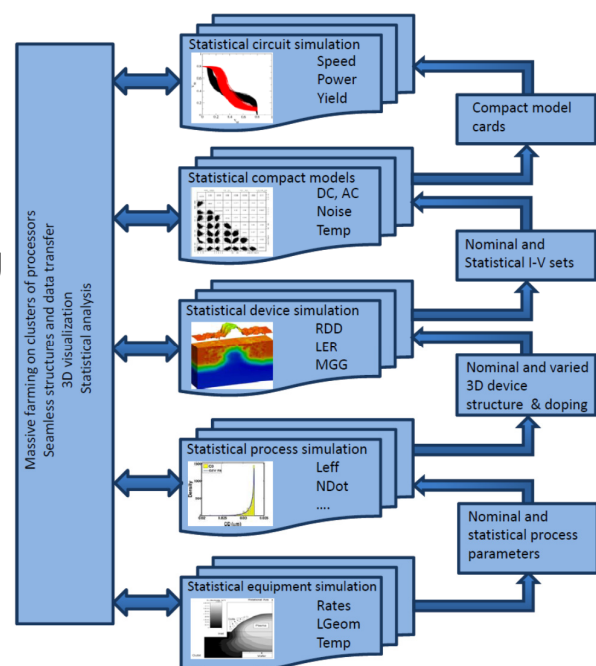 Massive farming on clusters of processors
Seamless structures and data transfer
3D visualization
Statistical analysis
Statistical circuit simulation
Speed
Power
Yield
Compact model
cards
Statistical compact models
DC, AC
Noise
Temp
Nominal and
Statistical I-V sets
Statistical device simulation
RDD
LER
MGG
Nominal and varied
3D device
structure & doping
Statistical process simulation
Leff
NDot
....
Density
CD (um)
Nominal and
statistical process
parameters
Statistical equipment simulation
Rates
LGeom
Temp